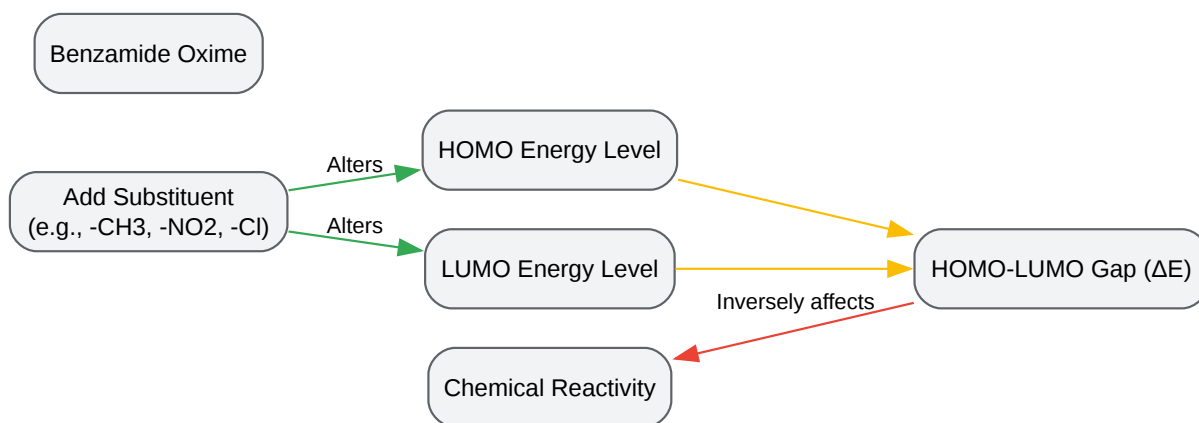 Benzamide Oxime
Add Substituent
(e.g., -CH3, -NO2, -Cl)
Alters
Alters
HOMO Energy Level
LUMO Energy Level
HOMO-LUMO Gap (ΔE)
Inversely affects
Chemical Reactivity